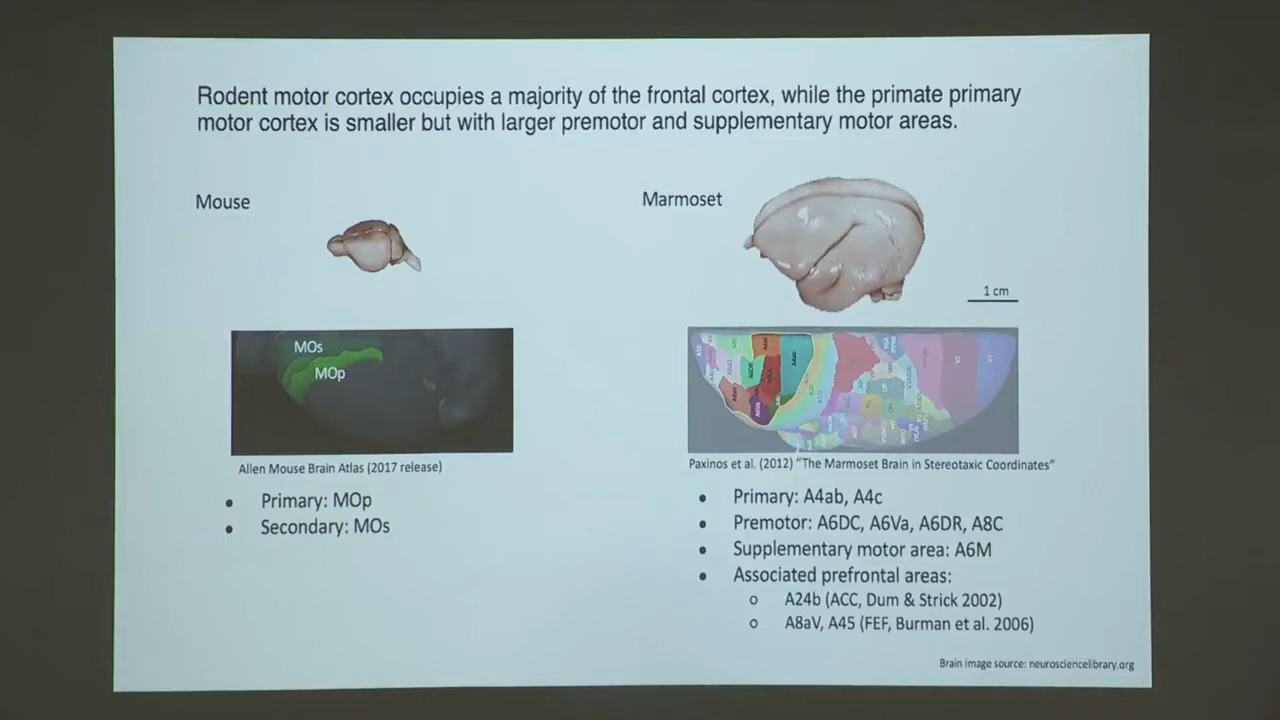 Rodent motor cortex occupies a majority of the frontal cortex, while the primate primary
motor cortex is smaller but with larger premotor and supplementary motor areas.
Mouse
Marmoset
1 cm
MOs
MOp
Allen Mouse Brain Atlas (2017 release)
Paxinos et al. (2012) "The Marmoset Brain in Stereotaxic Coordinates"
• Primary: MOp
• Secondary: MOs
• Primary: A4ab, A4c
• Premotor: A6DC, A6Va, A6DR, A8C
• Supplementary motor area: A6M
• Associated prefrontal areas:
o A24b (ACC, Dum & Strick 2002)
o A8aV, A45 (FEF, Burman et al. 2006)
Brain image source: neurosciencelibrary.org